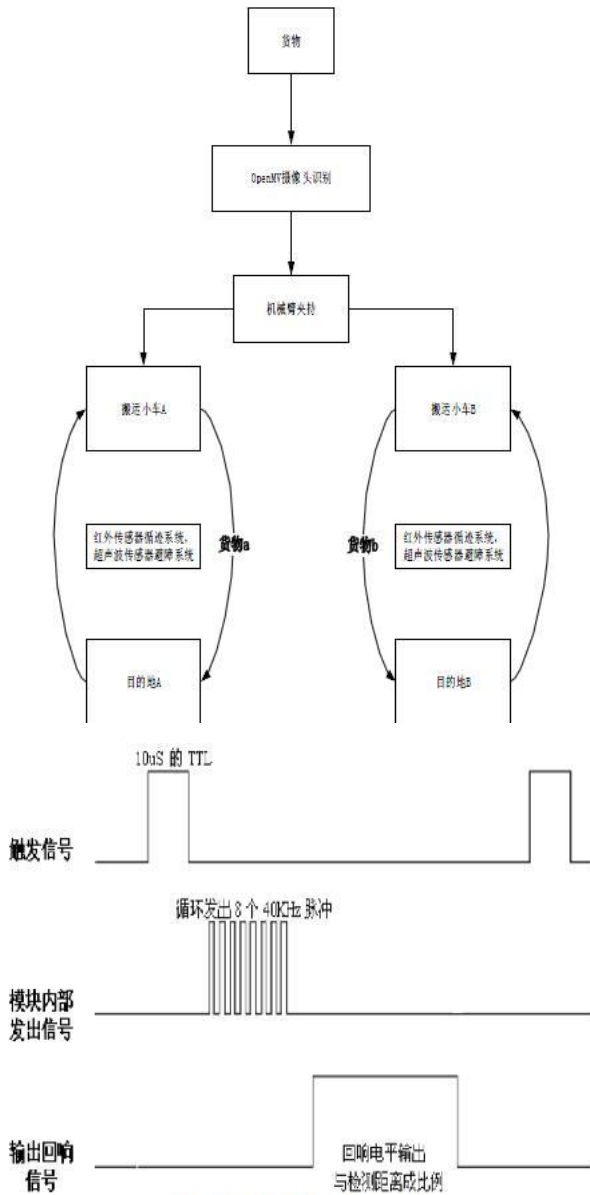 货物
OpenMV摄像头识别
机械臂夹持
搬运小车A
搬运小车B
红外传感器循迹系统,
超声波传感器避障系统
货物a
货物b
红外传感器循迹系统,
超声波传感器避障系统
目的地A
目的地B
10uS 的 TTL
触发信号
循环发出 8 个 40KHz 脉冲
模块内部
发出信号
输出回响
信号
回响电平输出
与检测距离成比例